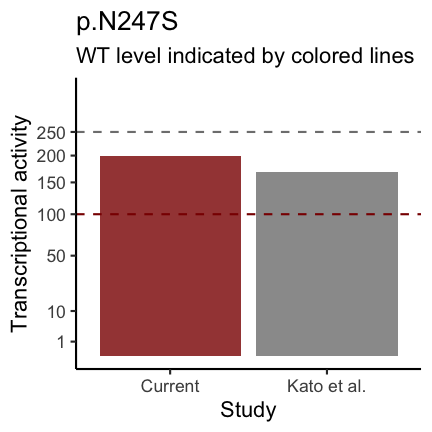 p.N247S
WT level indicated by colored lines
Transcriptional activity
250
200
150
100
50
10
1
Current
Kato et al.
Study